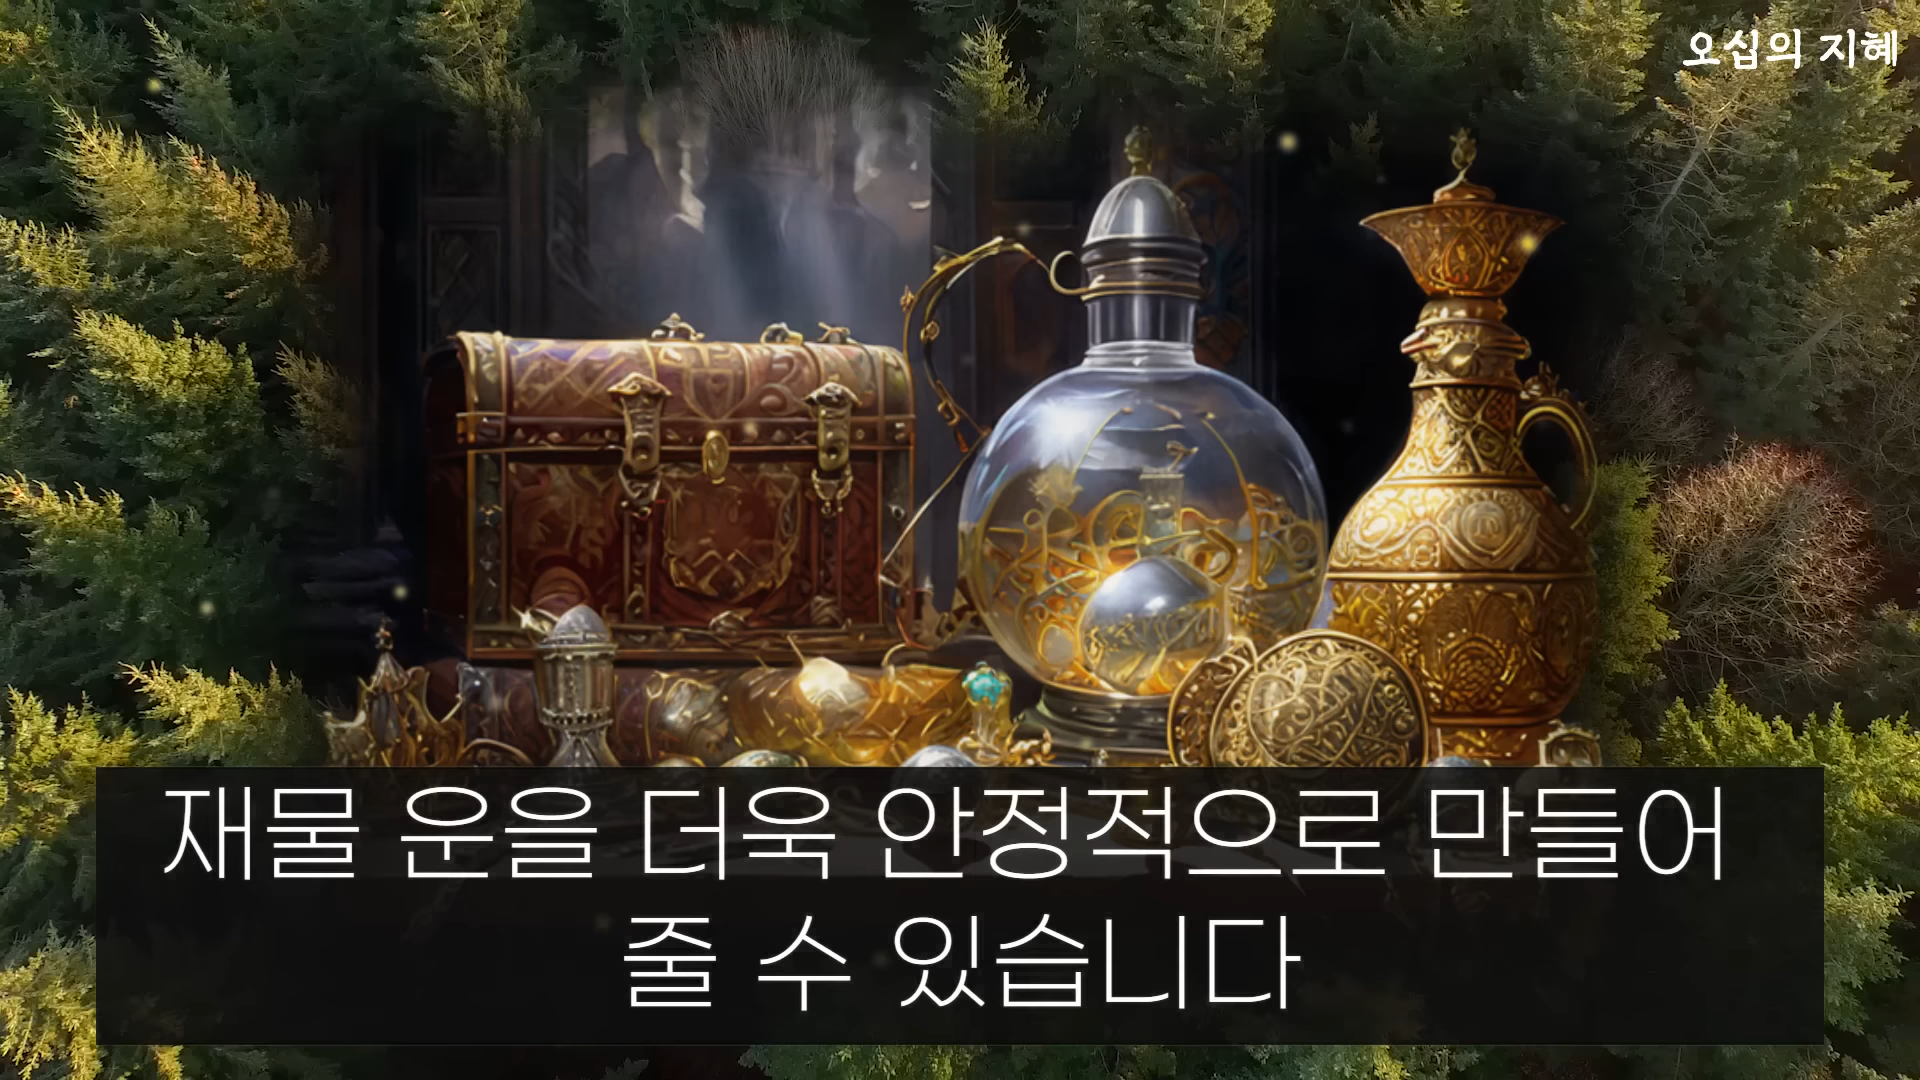 오십의 지혜
재물 운을 더욱 안정적으로 만들어
줄 수 있습니다